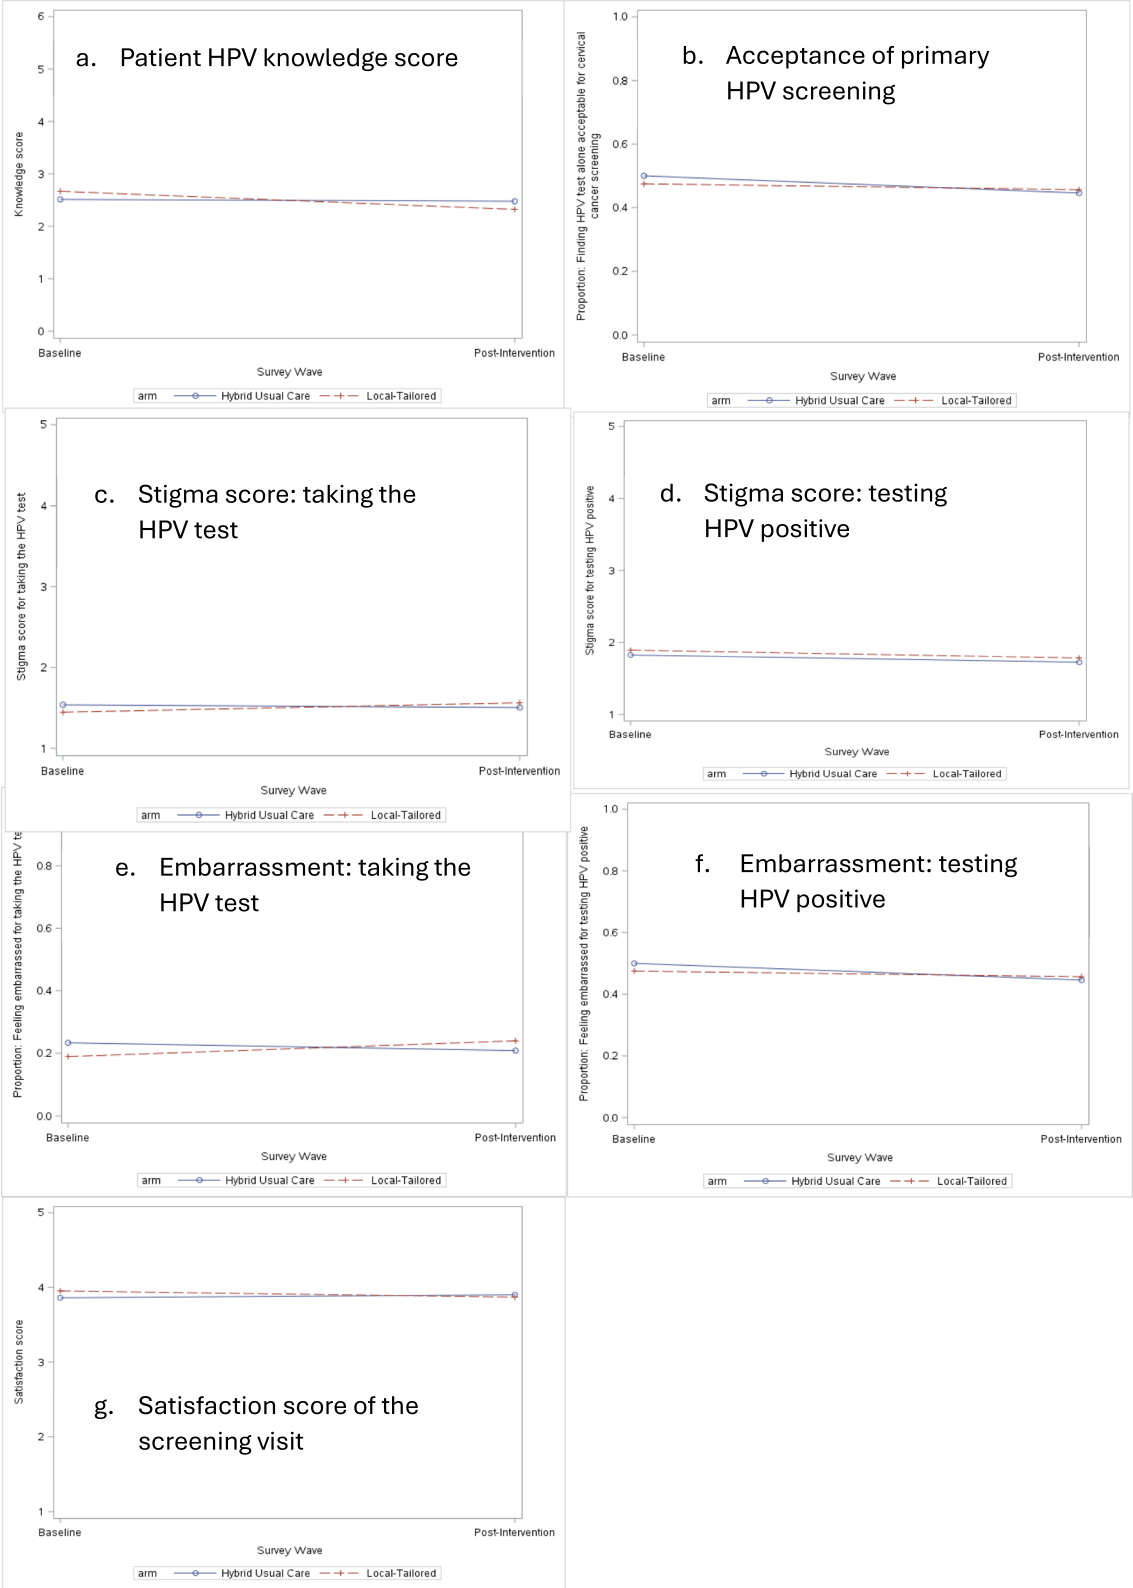 a. Patient HPV knowledge score
Knowledge score
6
5
4
3
2
1
0
Baseline Post-Intervention
Survey Wave
arm Hybrid Usual Care Local-Tailored
b. Acceptance of primary
HPV screening
Proportion: Finding HPV test alone acceptable for cervical
cancer screening
1.0
0.8
0.6
0.4
0.2
0.0
Baseline Post-Intervention
Survey Wave
arm Hybrid Usual Care Local-Tailored
c. Stigma score: taking the
HPV test
Stigma score for taking the HPV test
5
4
3
2
1
Baseline Post-Intervention
Survey Wave
arm Hybrid Usual Care Local-Tailored
d. Stigma score: testing
HPV positive
Stigma score for testing HPV positive
5
4
3
2
1
Baseline Post-Intervention
Survey Wave
arm Hybrid Usual Care Local-Tailored
e. Embarrassment: taking the
HPV test
Proportion: Feeling embarrassed for taking the HPV te
0.8
0.6
0.4
0.2
0.0
Baseline Post-Intervention
Survey Wave
arm Hybrid Usual Care Local-Tailored
f. Embarrassment: testing
HPV positive
Proportion: Feeling embarrassed for testing HPV positive
1.0
0.8
0.6
0.4
0.2
0.0
Baseline Post-Intervention
Survey Wave
arm Hybrid Usual Care Local-Tailored
g. Satisfaction score of the
screening visit
Satisfaction score
5
4
3
2
1
Baseline Post-Intervention
Survey Wave
arm Hybrid Usual Care Local-Tailored